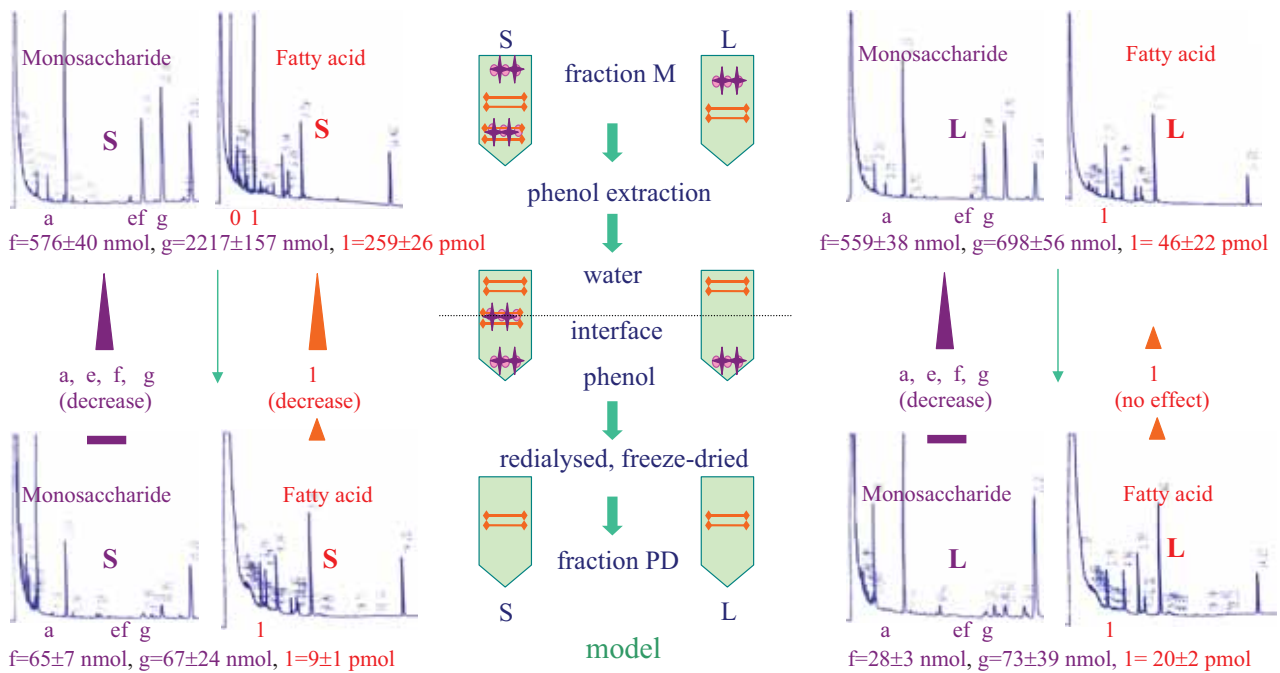 Monosaccharide
Fatty acid
S
S
a
ef g
0 1
f=576±40 nmol, g=2217±157 nmol, 1=259±26 pmol
a, e, f, g
(decrease)
1
(decrease)
Monosaccharide
Fatty acid
S
S
a
ef g
1
f=65±7 nmol, g=67±24 nmol, 1=9±1 pmol
S
L
fraction M
phenol extraction
water
interface
phenol
redialysed, freeze-dried
fraction PD
S
L
model
Monosaccharide
Fatty acid
L
L
a
ef g
1
f=559±38 nmol, g=698±56 nmol, 1= 46±22 pmol
a, e, f, g
(decrease)
1
(no effect)
Monosaccharide
Fatty acid
L
L
a
ef g
1
f=28±3 nmol, g=73±39 nmol, 1= 20±2 pmol